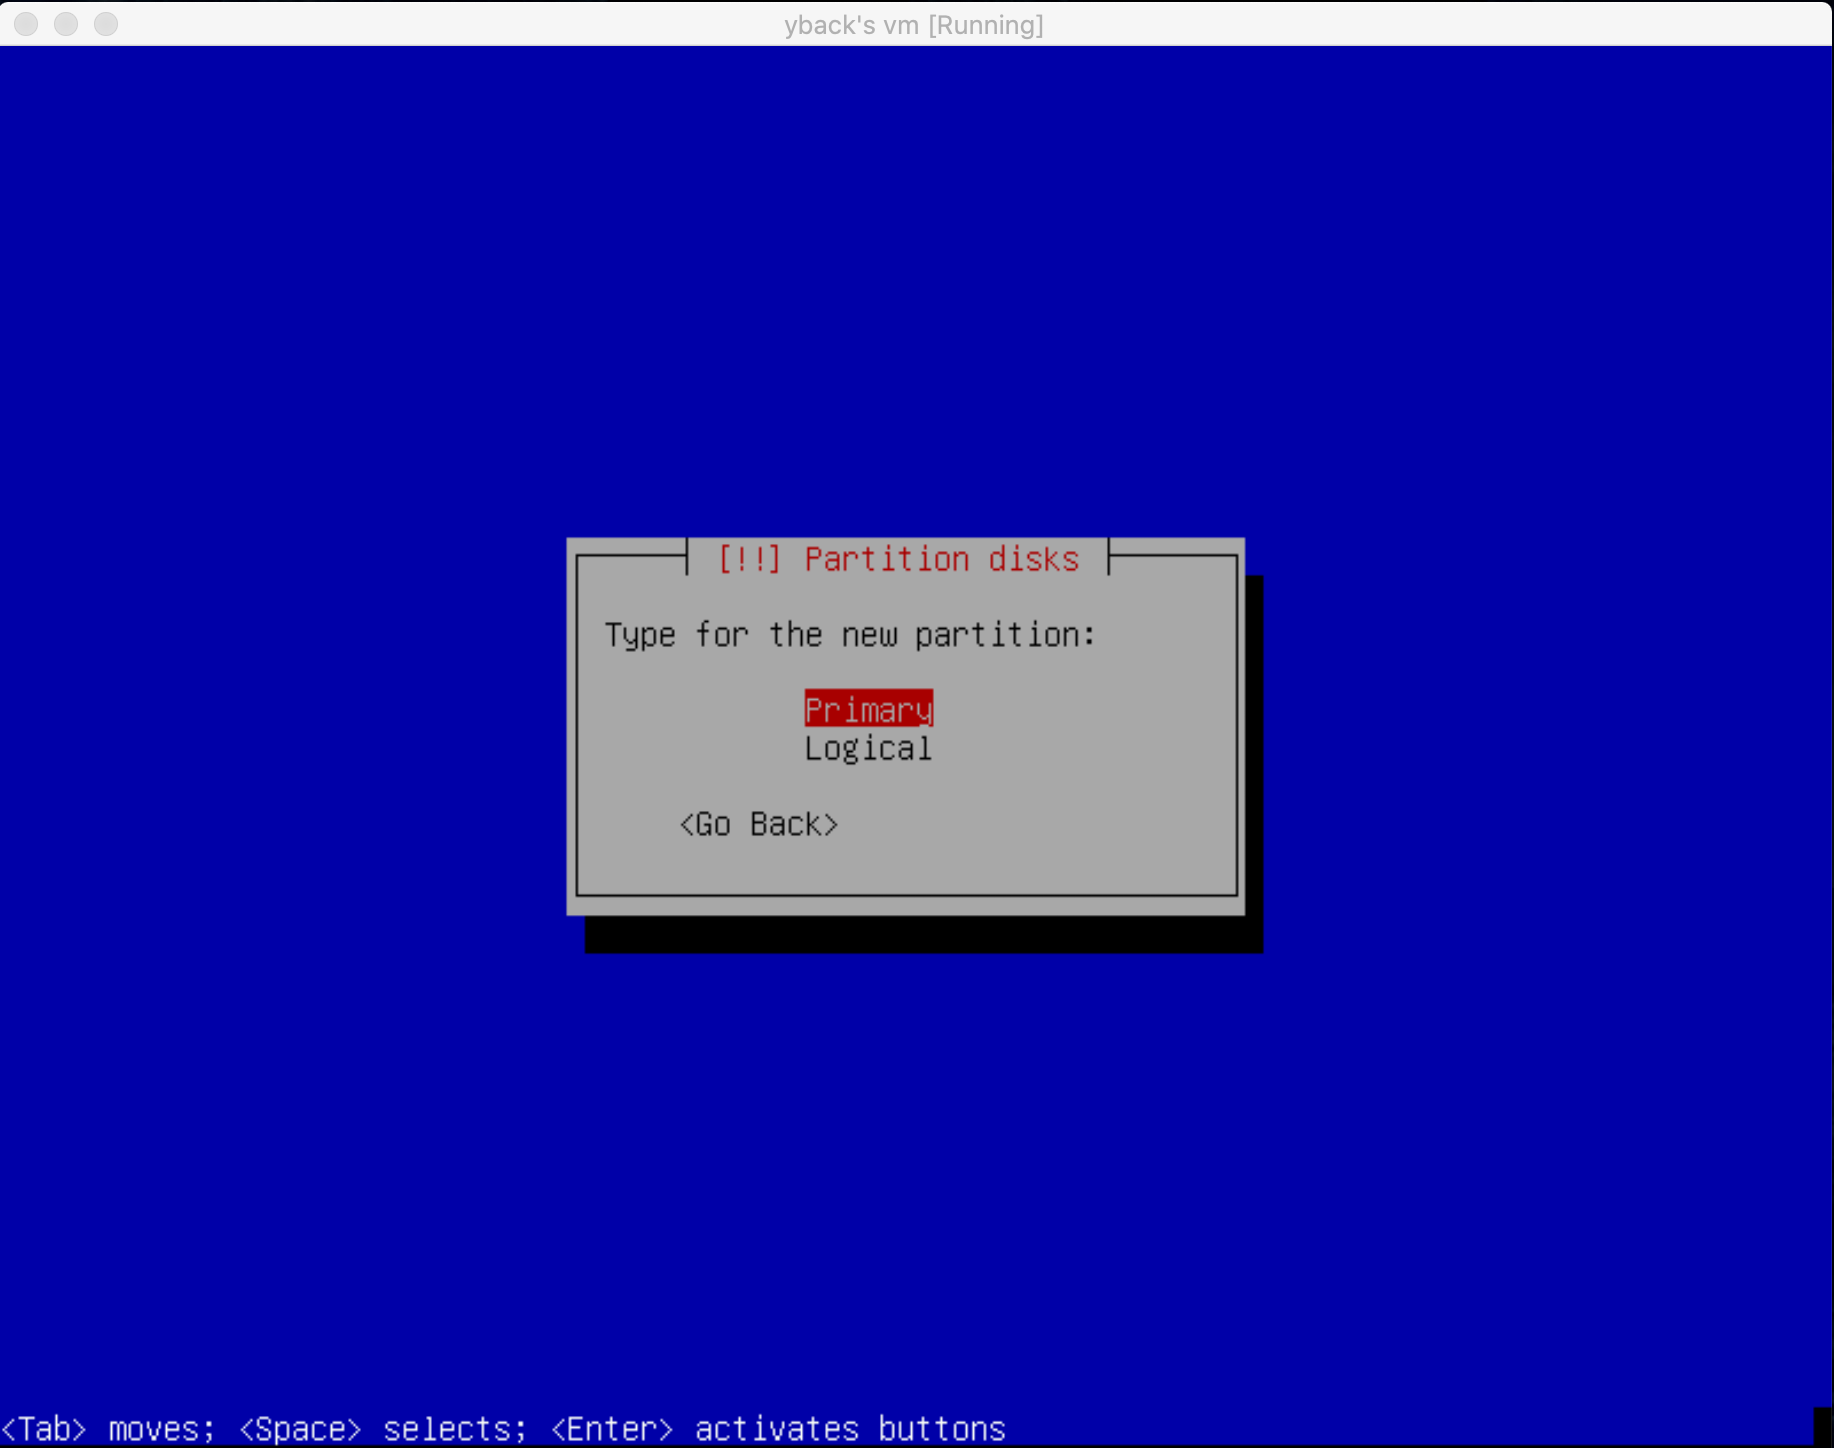 yback's vm [Running]
[!!] Partition disks
Type for the new partition:
Primary
Logical
<Go Back>
<Tab> moves; <Space> selects; <Enter> activates buttons